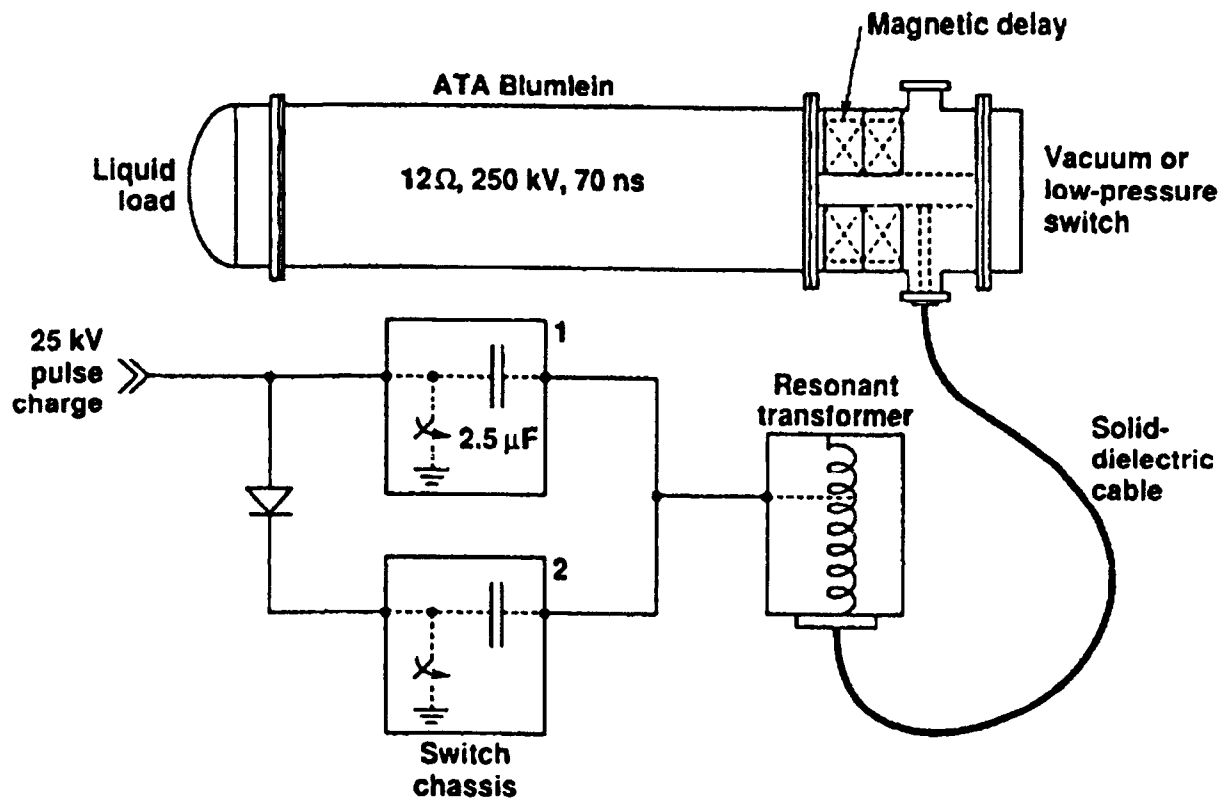 Magnetic delay
ATA Blumlein
Liquid
load
12Ω, 250 kV, 70 ns
Vacuum or
low-pressure
switch
25 kV
pulse
charge
1
2.5 μF
Resonant
transformer
Solid-
dielectric
cable
2
Switch
chassis